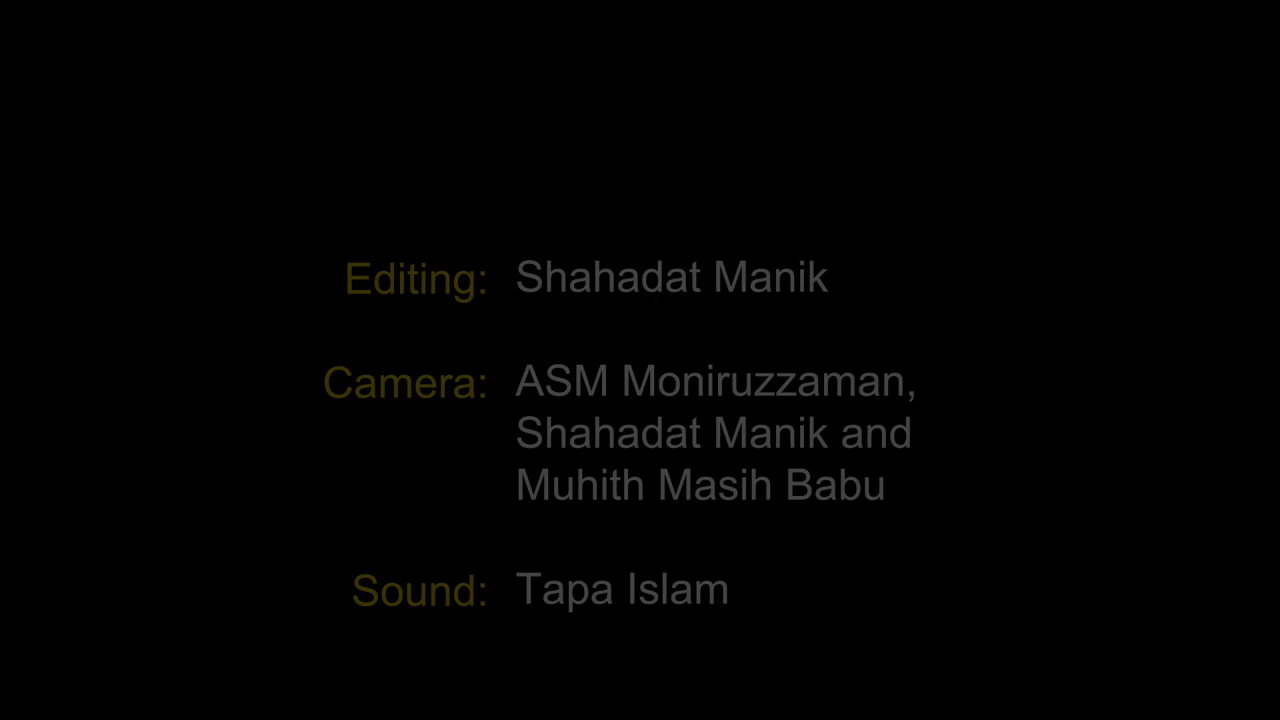 Editing: Shahadat Manik
Camera: ASM Moniruzzaman,
Shahadat Manik and
Muhith Masih Babu
Sound: Tapa Islam